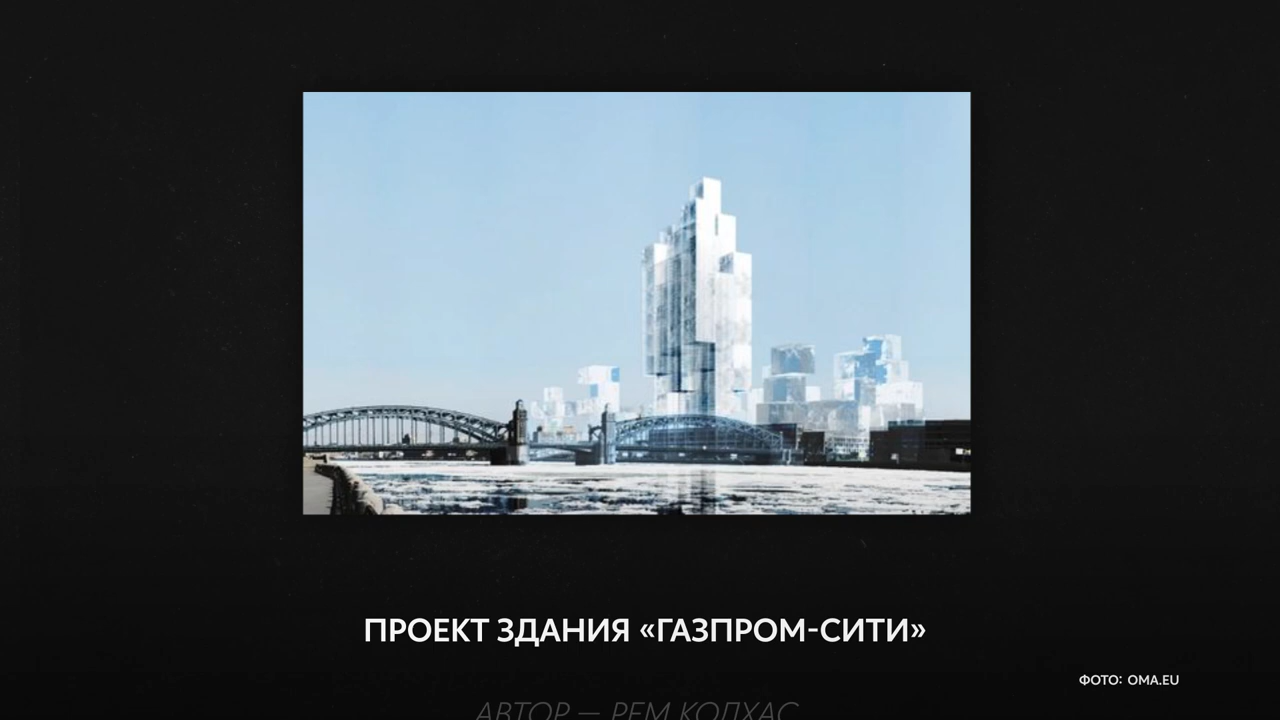 ПРОЕКТ ЗДАНИЯ «ГАЗПРОМ-СИТИ»
ФОТО: OMA.EU
АВТОР — РЕМ КОЛХАС